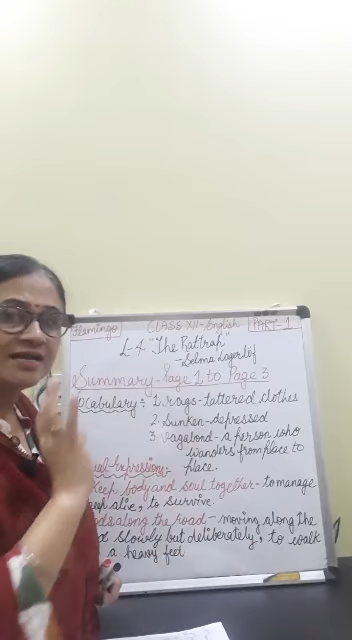 Flamingo CLASS XII - English PART - 1
L-4 "The Rattrap"
- Selma Lagerlöf
Summary - Page 1 to Page 3
ocabulary :- 1. rags - tattered clothes
2. Sunken - depressed
3. Vagabond - a person who
wanders from place to
place.
ual Expressions :-
Keep body and soul together - to manage
keep alive, to survive.
ds along the road - moving along the
d slowly but deliberately, to walk
a heavy feel